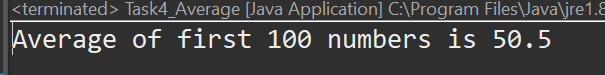 <terminated> Task4_Average [Java Application] C:\Program Files\Java\jre1.8
Average of first 100 numbers is 50.5